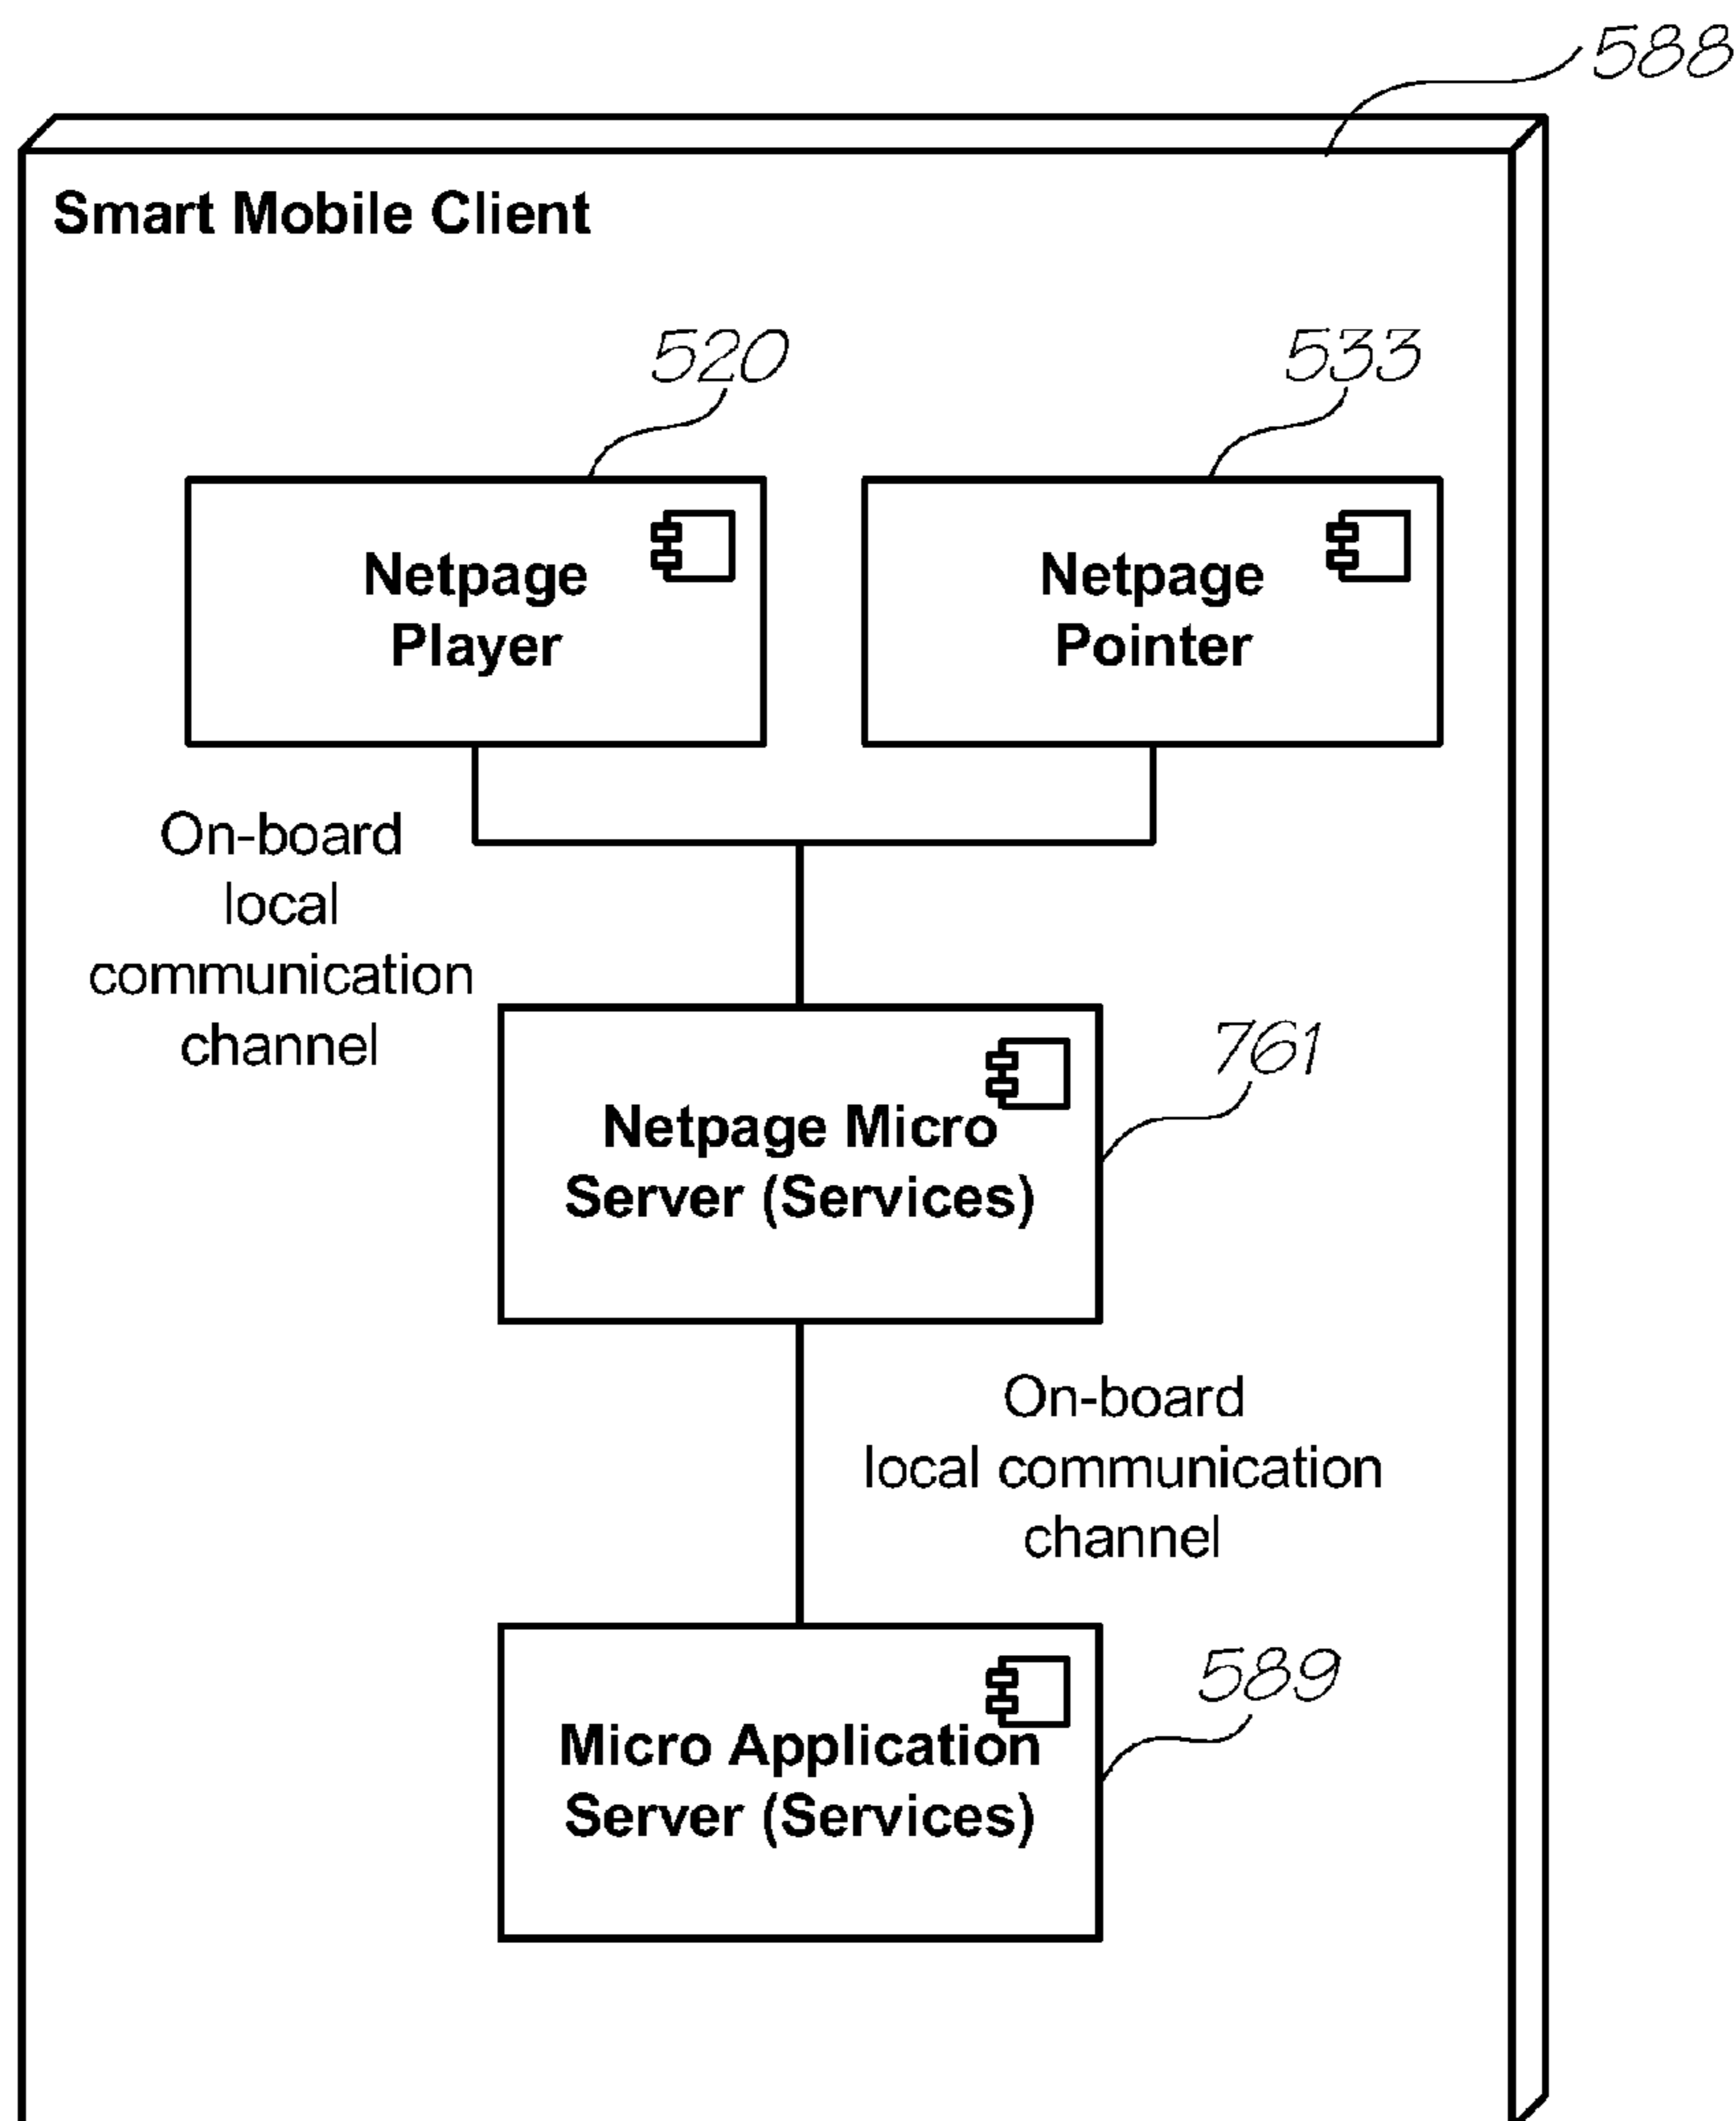 588
Smart Mobile Client
520
533
Netpage
Player
Netpage
Pointer
On-board
local
communication
channel
761
Netpage Micro
Server (Services)
On-board
local communication
channel
589
Micro Application
Server (Services)